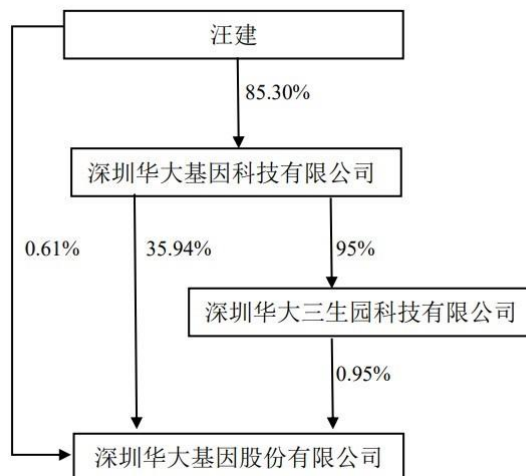 汪建
85.30%
深圳华大基因科技有限公司
0.61%
35.94%
95%
深圳华大三生园科技有限公司
0.95%
深圳华大基因股份有限公司